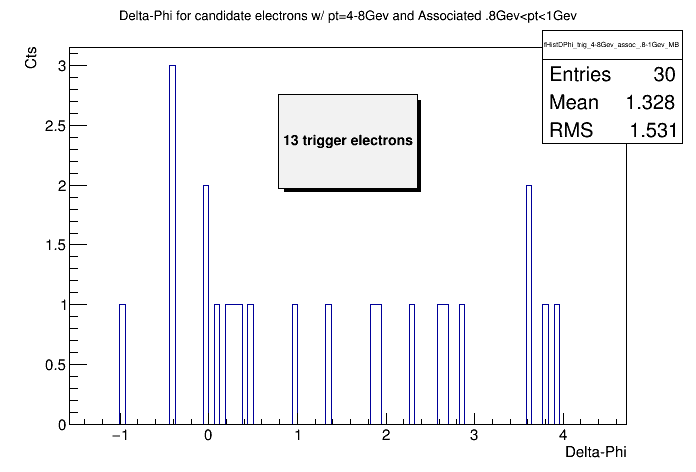 Delta-Phi for candidate electrons w/ pt=4-8Gev and Associated .8Gev<pt<1Gev
Cts
fHistDPhi_trig_4-8Gev_assoc_.8-1Gev_MB
Entries 30
Mean 1.328
RMS 1.531
13 trigger electrons
3
2.5
2
1.5
1
0.5
0
−1 0 1 2 3 4
Delta-Phi